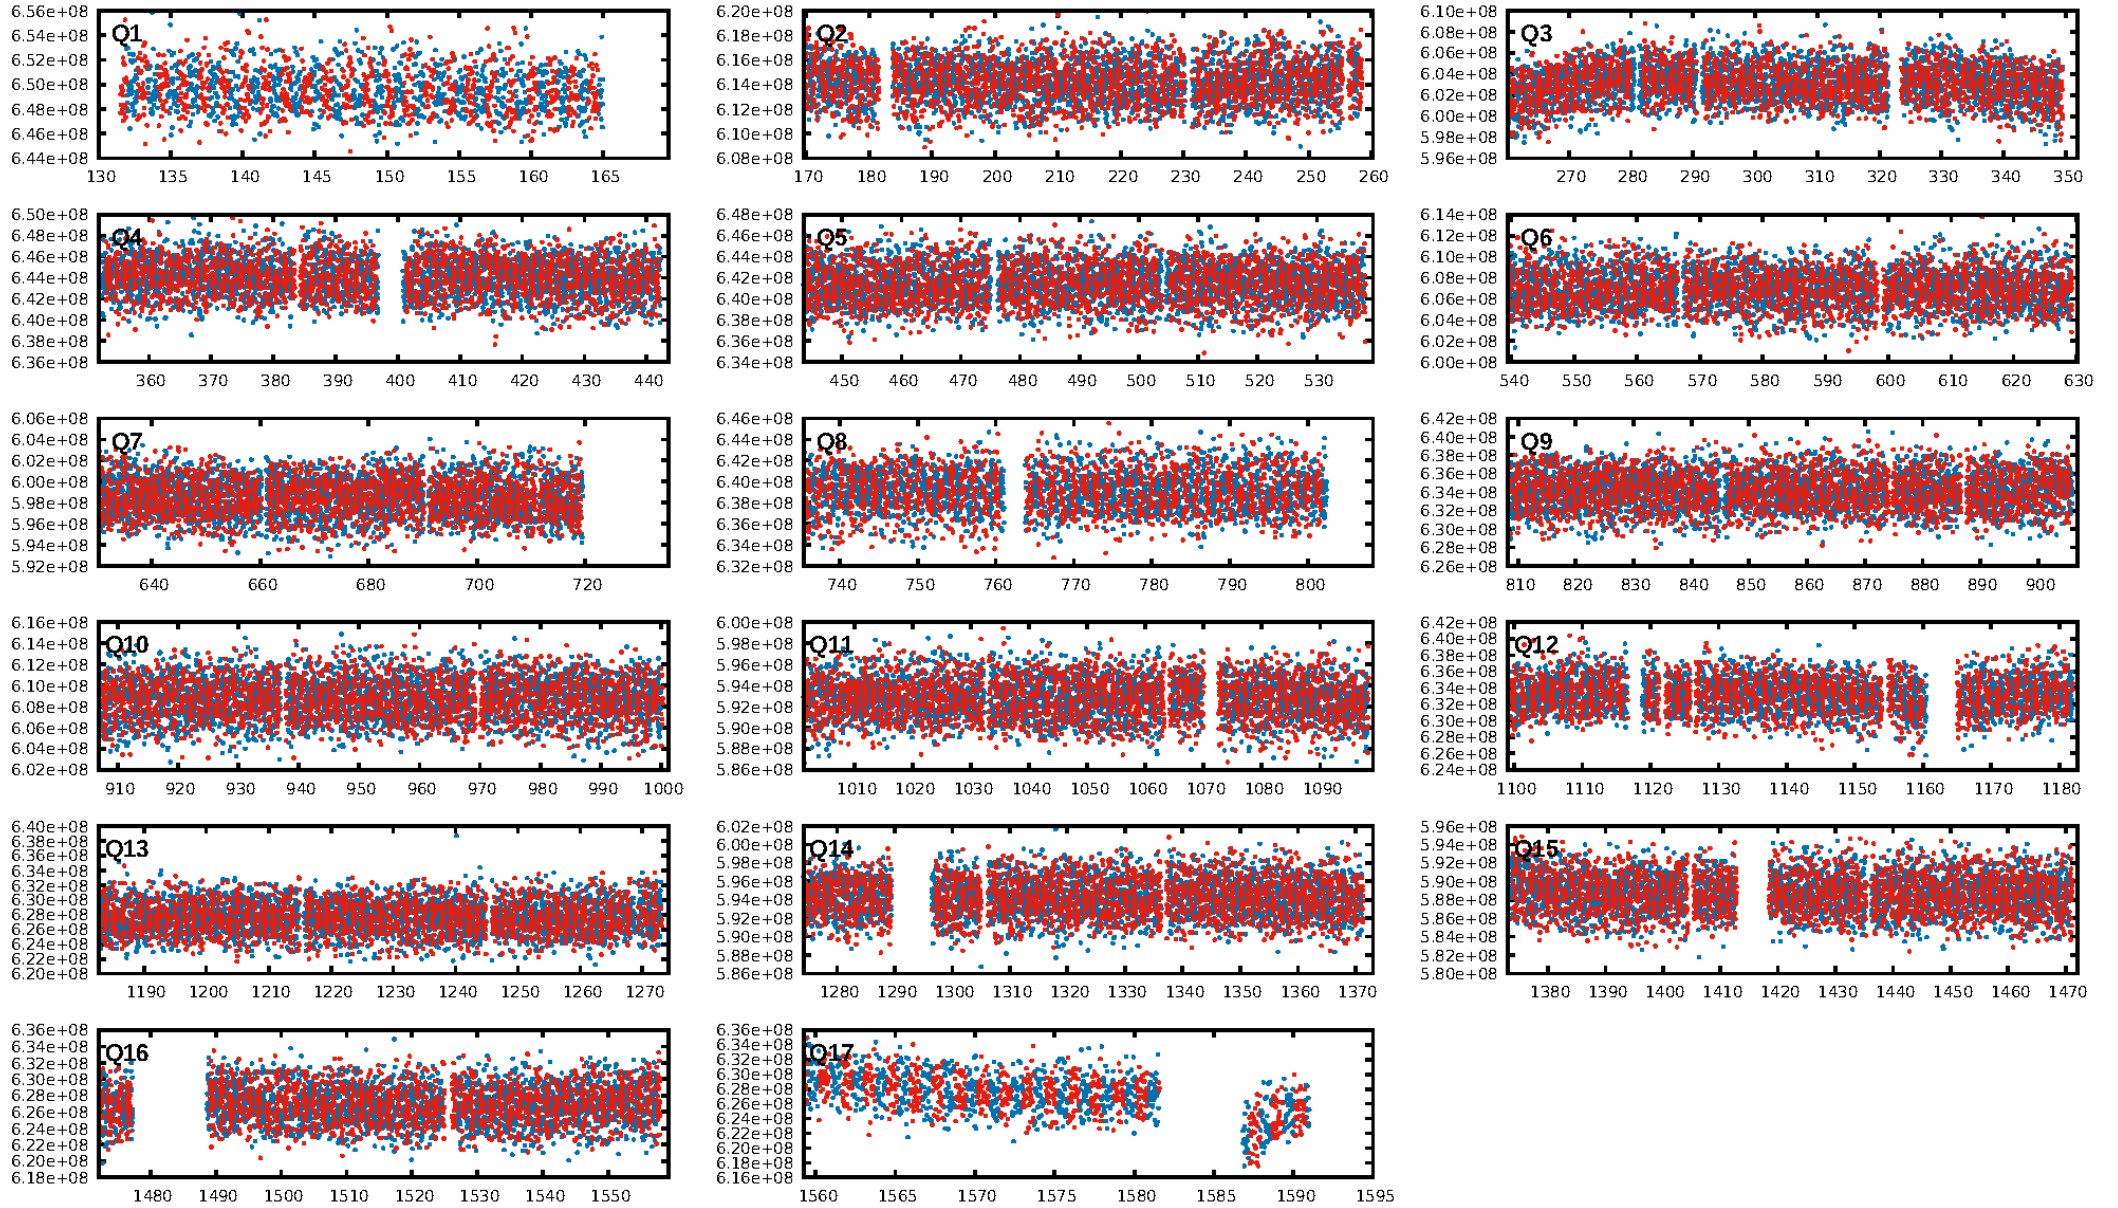 6.56e+08
6.54e+08
6.52e+08
6.50e+08
6.48e+08
6.46e+08
6.44e+08
Q1
130 135 140 145 150 155 160 165
6.20e+08
6.18e+08
6.16e+08
6.14e+08
6.12e+08
6.10e+08
6.08e+08
Q2
170 180 190 200 210 220 230 240 250 260
6.10e+08
6.08e+08
6.06e+08
6.04e+08
6.02e+08
6.00e+08
5.98e+08
5.96e+08
Q3
270 280 290 300 310 320 330 340 350
6.50e+08
6.48e+08
6.46e+08
6.44e+08
6.42e+08
6.40e+08
6.38e+08
6.36e+08
Q4
360 370 380 390 400 410 420 430 440
6.48e+08
6.46e+08
6.44e+08
6.42e+08
6.40e+08
6.38e+08
6.36e+08
6.34e+08
Q5
450 460 470 480 490 500 510 520 530
6.14e+08
6.12e+08
6.10e+08
6.08e+08
6.06e+08
6.04e+08
6.02e+08
6.00e+08
Q6
540 550 560 570 580 590 600 610 620 630
6.06e+08
6.04e+08
6.02e+08
6.00e+08
5.98e+08
5.96e+08
5.94e+08
5.92e+08
Q7
640 660 680 700 720
6.46e+08
6.44e+08
6.42e+08
6.40e+08
6.38e+08
6.36e+08
6.34e+08
6.32e+08
Q8
740 750 760 770 780 790 800
6.42e+08
6.40e+08
6.38e+08
6.36e+08
6.34e+08
6.32e+08
6.30e+08
6.28e+08
6.26e+08
Q9
810 820 830 840 850 860 870 880 890 900
6.16e+08
6.14e+08
6.12e+08
6.10e+08
6.08e+08
6.06e+08
6.04e+08
6.02e+08
Q10
910 920 930 940 950 960 970 980 990 1000
6.00e+08
5.98e+08
5.96e+08
5.94e+08
5.92e+08
5.90e+08
5.88e+08
5.86e+08
Q11
1010 1020 1030 1040 1050 1060 1070 1080 1090
6.42e+08
6.40e+08
6.38e+08
6.36e+08
6.34e+08
6.32e+08
6.30e+08
6.28e+08
6.26e+08
6.24e+08
Q12
1100 1110 1120 1130 1140 1150 1160 1170 1180
6.40e+08
6.38e+08
6.36e+08
6.34e+08
6.32e+08
6.30e+08
6.28e+08
6.26e+08
6.24e+08
6.22e+08
6.20e+08
Q13
1190 1200 1210 1220 1230 1240 1250 1260 1270
6.02e+08
6.00e+08
5.98e+08
5.96e+08
5.94e+08
5.92e+08
5.90e+08
5.88e+08
5.86e+08
Q14
1280 1290 1300 1310 1320 1330 1340 1350 1360 1370
5.96e+08
5.94e+08
5.92e+08
5.90e+08
5.88e+08
5.86e+08
5.84e+08
5.82e+08
5.80e+08
Q15
1380 1390 1400 1410 1420 1430 1440 1450 1460 1470
6.36e+08
6.34e+08
6.32e+08
6.30e+08
6.28e+08
6.26e+08
6.24e+08
6.22e+08
6.20e+08
6.18e+08
Q16
1480 1490 1500 1510 1520 1530 1540 1550
6.36e+08
6.34e+08
6.32e+08
6.30e+08
6.28e+08
6.26e+08
6.24e+08
6.22e+08
6.20e+08
6.18e+08
6.16e+08
Q17
1560 1565 1570 1575 1580 1585 1590 1595